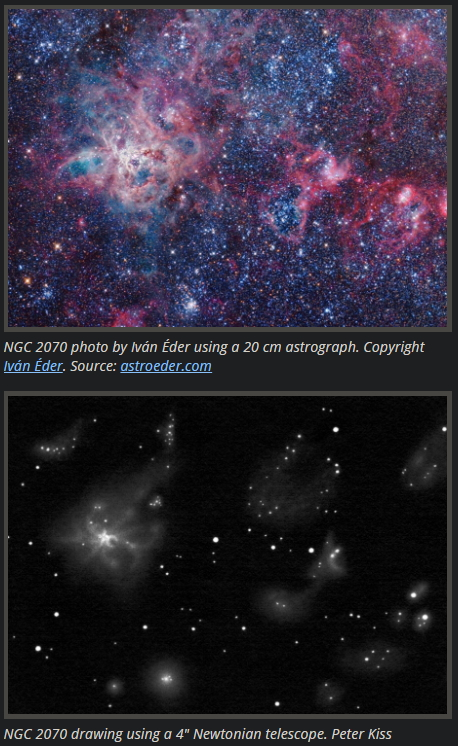 NGC 2070 photo by Iván Éder using a 20 cm astrograph. Copyright
Iván Éder. Source: astroeder.com
NGC 2070 drawing using a 4" Newtonian telescope. Peter Kiss